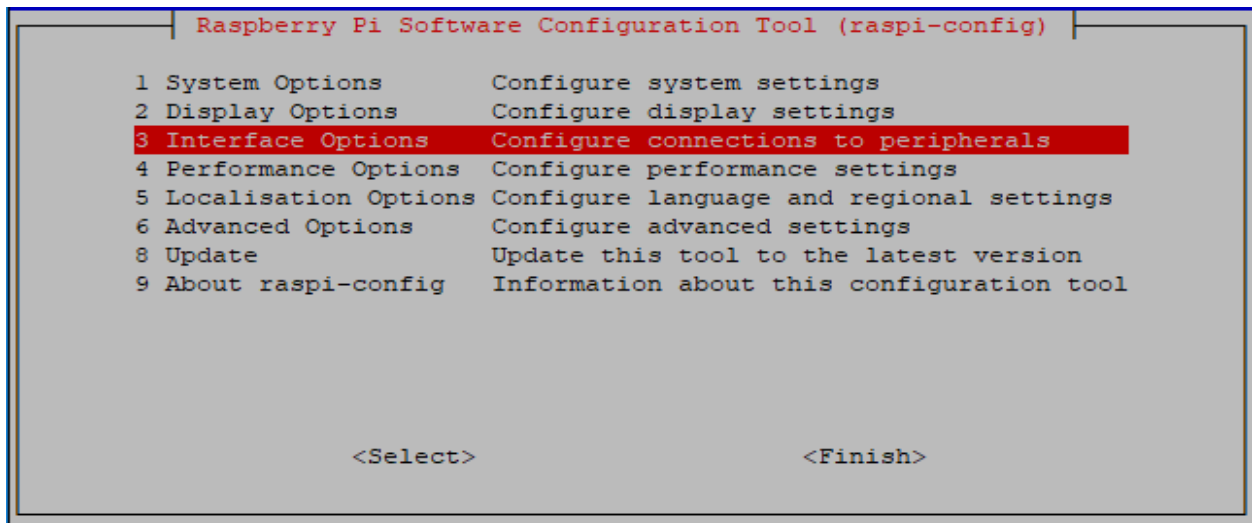 Raspberry Pi Software Configuration Tool (raspi-config)
1 System Options Configure system settings
2 Display Options Configure display settings
3 Interface Options Configure connections to peripherals
4 Performance Options Configure performance settings
5 Localisation Options Configure language and regional settings
6 Advanced Options Configure advanced settings
8 Update Update this tool to the latest version
9 About raspi-config Information about this configuration tool
<Select> <Finish>